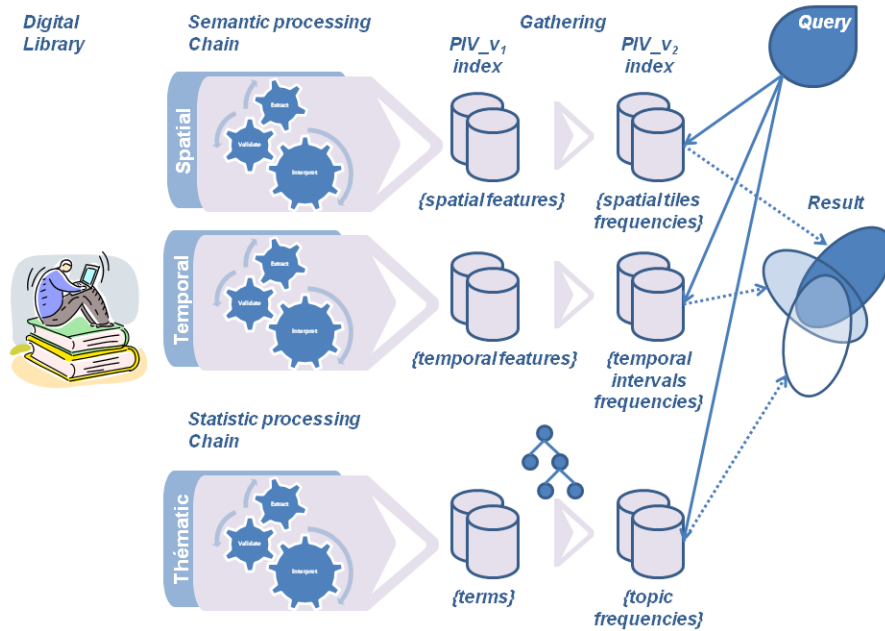 Digital
Library
Semantic processing
Chain
Gathering
PIV_v1
index
PIV_v2
index
Query
Spatial
Extract
Validate
Interpret
{spatial features}
{spatial tiles
frequencies}
Result
Temporal
Extract
Validate
Interpret
{temporal features}
{temporal
intervals
frequencies}
Statistic processing
Chain
Thématic
Extract
Validate
Interpret
{terms}
{topic
frequencies}